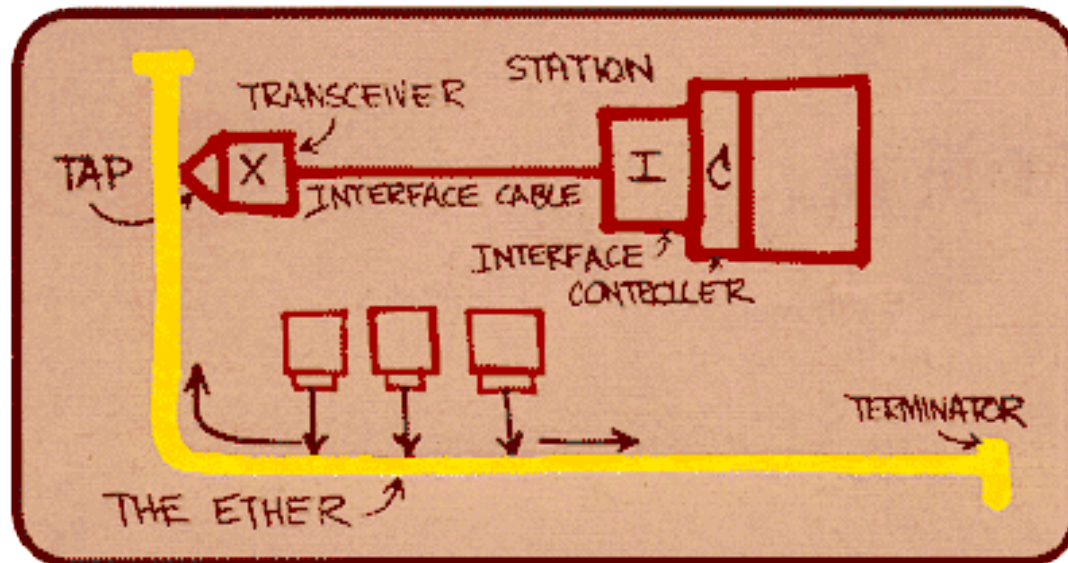 STATION
TRANSCEIVER
TAP
X
I
C
INTERFACE CABLE
INTERFACE
CONTROLLER
TERMINATOR
THE ETHER